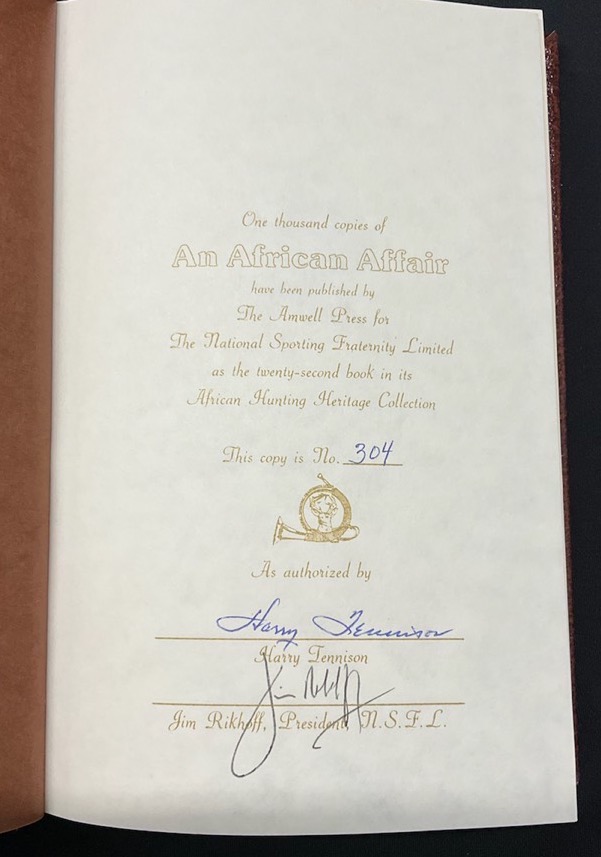 One thousand copies of
An African Affair
have been published by
The Amwell Press for
The National Sporting Fraternity Limited
as the twenty-second book in its
African Hunting Heritage Collection
This copy is No. 304
As authorized by
Harry Tennison
Harry Tennison
Jim Rikhoff
Jim Rikhoff, President, N.S.F.L.